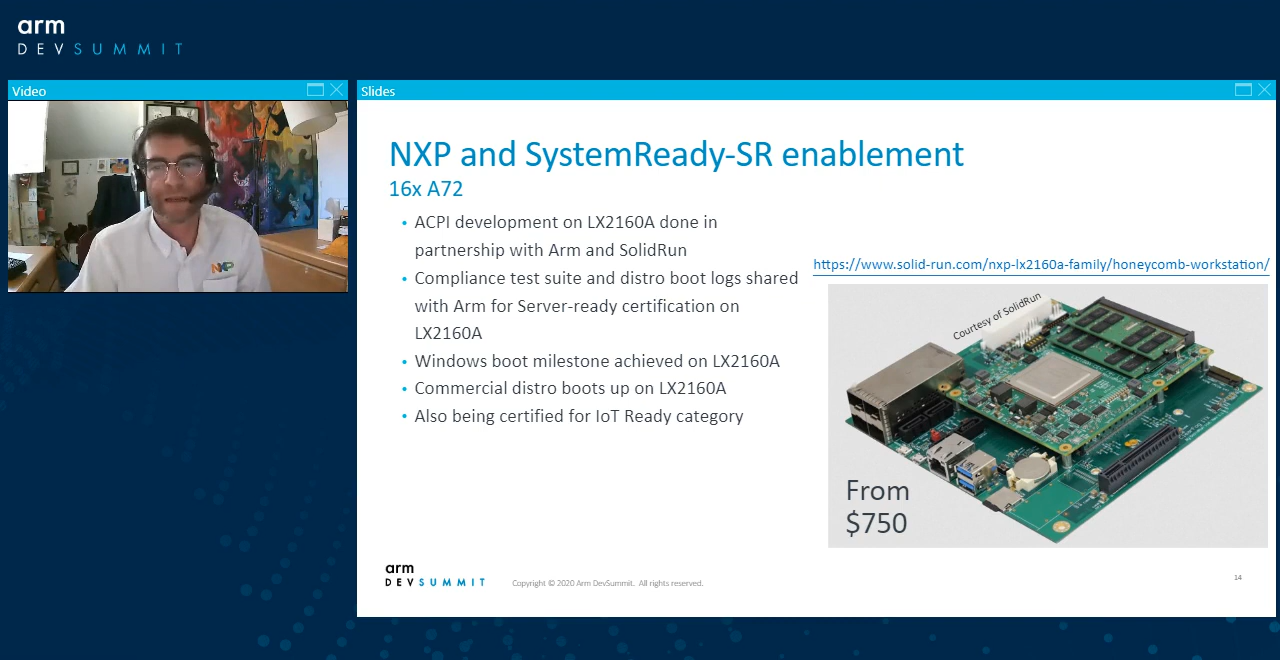 arm
DEVSUMMIT
Video
Slides
NXP
NXP and SystemReady-SR enablement
16x A72
• ACPI development on LX2160A done in
partnership with Arm and SolidRun
• Compliance test suite and distro boot logs shared
with Arm for Server-ready certification on
LX2160A
• Windows boot milestone achieved on LX2160A
• Commercial distro boots up on LX2160A
• Also being certified for IoT Ready category
https://www.solid-run.com/nxp-lx2160a-family/honeycomb-workstation/
Courtesy of SolidRun
From
$750
arm
DEVSUMMIT
Copyright © 2020 Arm DevSummit. All rights reserved.
14